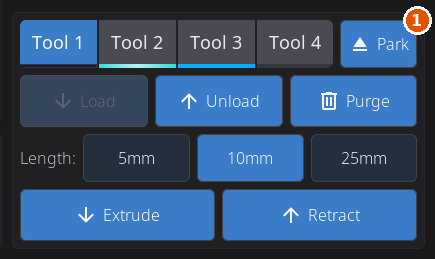 Tool 1 Tool 2 Tool 3 Tool 4 Park 1
Load Unload Purge
Length: 5mm 10mm 25mm
Extrude Retract